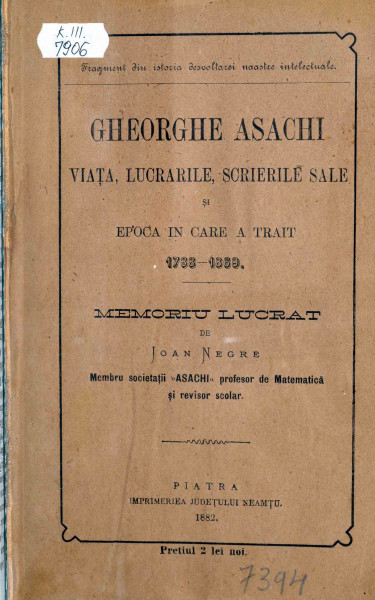 K. III.
7906
Fragment din istoria desvoltarei noastre intelectuale.
GHEORGHE ASACHI
VIAȚA, LUCRARILE, SCRIERILE SALE
și
EPOCA IN CARE A TRAIT
1788—1869.
MEMORIU LUCRAT
DE
JOAN NEGRE
Membru societații »ASACHI« profesor de Matematică
și revisor scolar.
PIATRA
IMPRIMERIEA JUDEȚULUI NEAMȚU.
1882.
Prețiul 2 lei noi.
7394